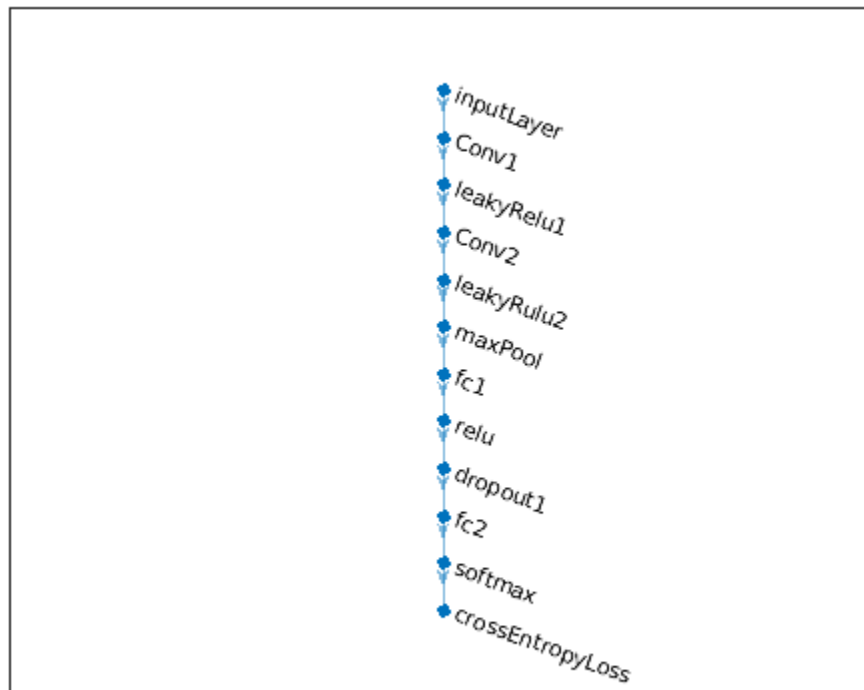 inputLayer
Conv1
leakyRelu1
Conv2
leakyRulu2
maxPool
fc1
relu
dropout1
fc2
softmax
crossEntropyLoss